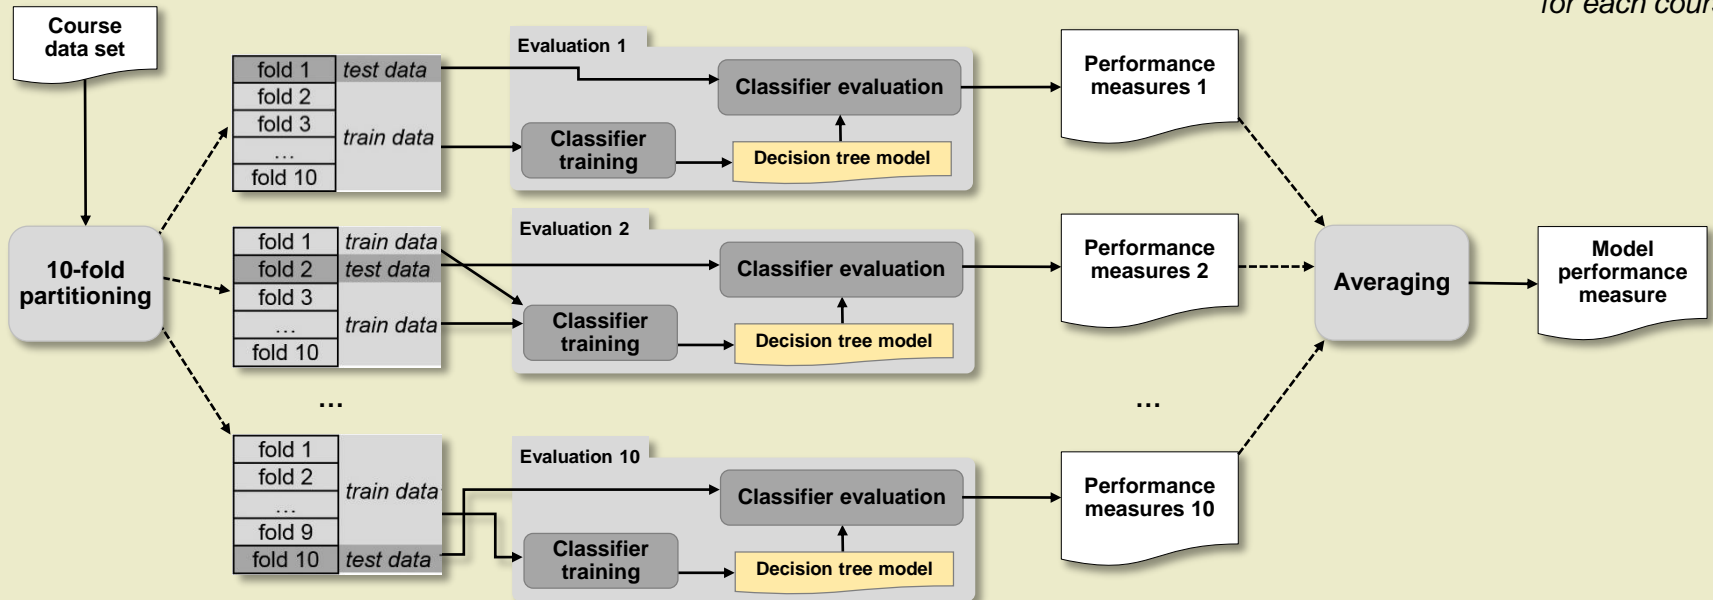 for each cours
Course
data set
10-fold
partitioning
fold 1 test data
fold 2
fold 3
train data
...
fold 10
Evaluation 1
Classifier evaluation
Classifier
training
Decision tree model
Performance
measures 1
fold 1 train data
fold 2 test data
fold 3
...
train data
fold 10
Evaluation 2
Classifier evaluation
Classifier
training
Decision tree model
Performance
measures 2
...
...
fold 1
fold 2
train data
...
fold 9
fold 10 test data
Evaluation 10
Classifier evaluation
Classifier
training
Decision tree model
Performance
measures 10
Averaging
Model
performance
measure